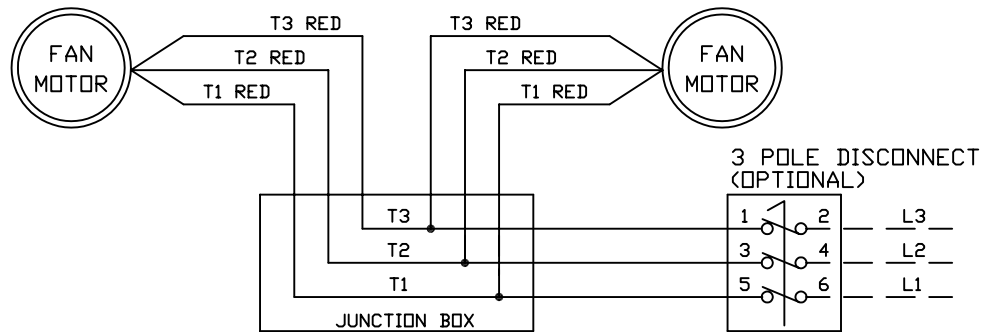 T3 RED
T3 RED
FAN
MOTOR
T2 RED
T2 RED
FAN
MOTOR
T1 RED
T1 RED
3 POLE DISCONNECT
(OPTIONAL)
T3
1
2
L3
T2
3
4
L2
T1
5
6
L1
JUNCTION BOX